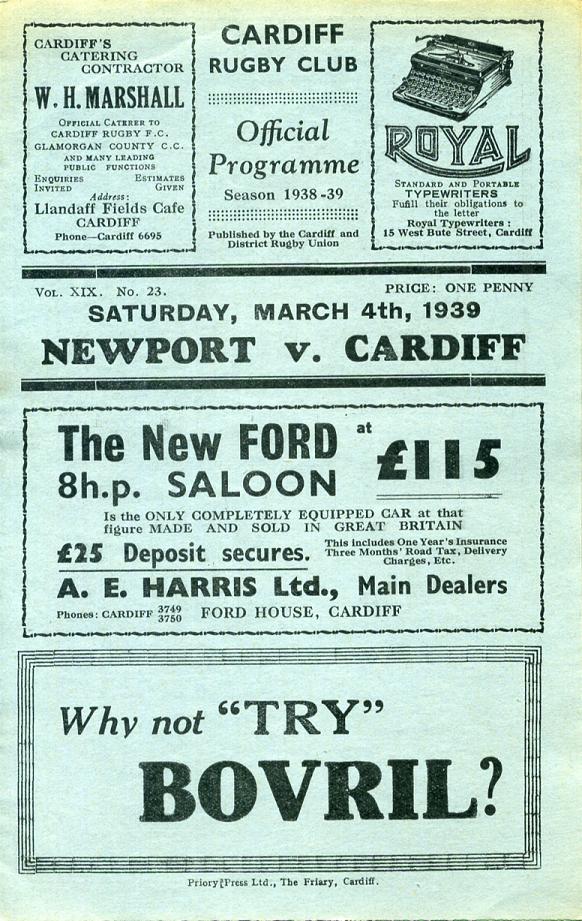 CARDIFF'S
CATERING
CONTRACTOR
W. H. MARSHALL
OFFICIAL CATERER TO
CARDIFF RUGBY F.C.
GLAMORGAN COUNTY C.C.
AND MANY LEADING
PUBLIC FUNCTIONS
ENQUIRIES ESTIMATES
INVITED GIVEN
Address:
Llandaff Fields Cafe
CARDIFF
Phone—Cardiff 6695
CARDIFF
RUGBY CLUB
Official
Programme
Season 1938-39
Published by the Cardiff and
District Rugby Union
ROYAL
STANDARD AND PORTABLE
TYPEWRITERS
Fulfil their obligations to
the letter
Royal Typewriters :
15 West Bute Street, Cardiff
VOL. XIX. No. 23. PRICE: ONE PENNY
SATURDAY, MARCH 4th, 1939
NEWPORT v. CARDIFF
The New FORD at £115
8h.p. SALOON
Is the ONLY COMPLETELY EQUIPPED CAR at that
figure MADE AND SOLD IN GREAT BRITAIN
£25 Deposit secures.
This includes One Year's Insurance
Three Months' Road Tax, Delivery
Charges, Etc.
A. E. HARRIS Ltd., Main Dealers
Phones: CARDIFF 3749
3750
FORD HOUSE, CARDIFF
Why not "TRY"
BOVRIL?
Priory Press Ltd., The Friary, Cardiff.